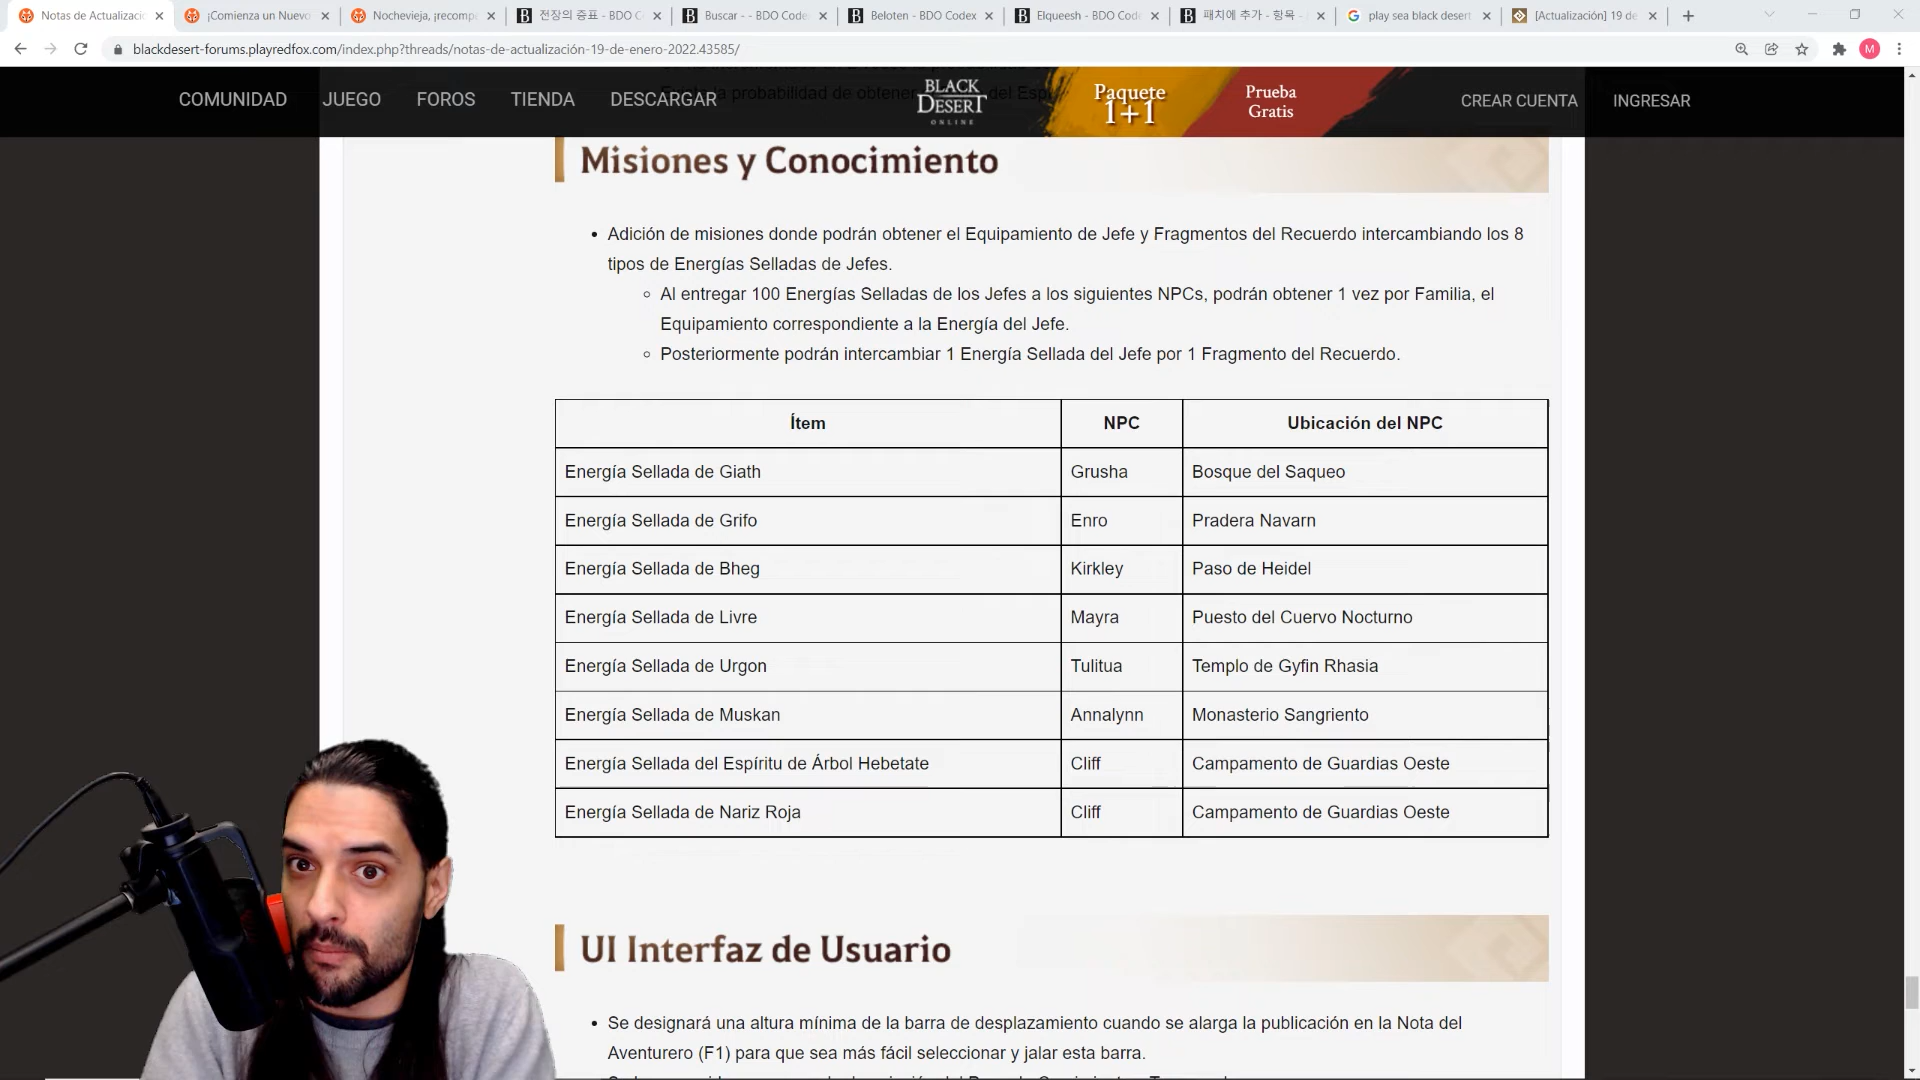 Notas de Actualizació
¡Comienza un Nuevo
Nochevieja, ¡recomp
전장의 증표 - BDO C
Buscar - - BDO Code
Beloten - BDO Codex
Elqueesh - BDO Cod
패치에 추가 - 항목 -
play sea black desert
[Actualización] 19 de
blackdesert-forums.playredfox.com/index.php?threads/notas-de-actualización-19-de-enero-2022.43585/
M
COMUNIDAD JUEGO FOROS TIENDA DESCARGAR
BLACK
DESERT
ONLINE
Paquete
1+1
Prueba
Gratis
CREAR CUENTA INGRESAR
la probabilidad de obtener del Esp
Misiones y Conocimiento
• Adición de misiones donde podrán obtener el Equipamiento de Jefe y Fragmentos del Recuerdo intercambiando los 8
tipos de Energías Selladas de Jefes.
◦ Al entregar 100 Energías Selladas de los Jefes a los siguientes NPCs, podrán obtener 1 vez por Familia, el
Equipamiento correspondiente a la Energía del Jefe.
◦ Posteriormente podrán intercambiar 1 Energía Sellada del Jefe por 1 Fragmento del Recuerdo.
Ítem NPC Ubicación del NPC
Energía Sellada de Giath Grusha Bosque del Saqueo
Energía Sellada de Grifo Enro Pradera Navarn
Energía Sellada de Bheg Kirkley Paso de Heidel
Energía Sellada de Livre Mayra Puesto del Cuervo Nocturno
Energía Sellada de Urgon Tulitua Templo de Gyfin Rhasia
Energía Sellada de Muskan Annalynn Monasterio Sangriento
Energía Sellada del Espíritu de Árbol Hebetate Cliff Campamento de Guardias Oeste
Energía Sellada de Nariz Roja Cliff Campamento de Guardias Oeste
UI Interfaz de Usuario
• Se designará una altura mínima de la barra de desplazamiento cuando se alarga la publicación en la Nota del
Aventurero (F1) para que sea más fácil seleccionar y jalar esta barra.